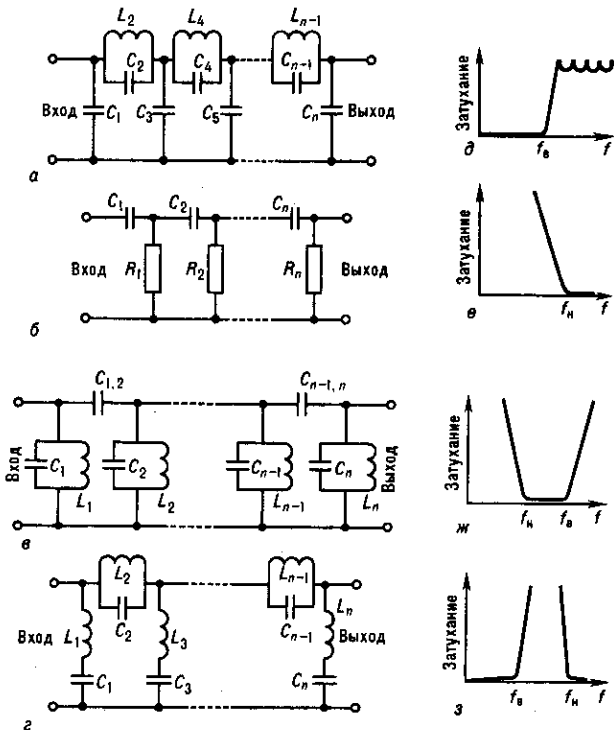 L₂ L₄ Lₙ₋₁
C₂ C₄ Cₙ₋₁
Вход C₁ C₃ C₅ Cₙ Выход
а
Затухание
д fв f
C₁ C₂ Cₙ
Вход R₁ R₂ Rₙ Выход
б
Затухание
е fн f
C₁,₂ Cₙ₋₁,ₙ
Вход C₁ C₂ Cₙ₋₁ Cₙ Выход
L₁ L₂ Lₙ₋₁ Lₙ
в
Затухание
ж fн fв f
L₂ Lₙ₋₁
C₂ Cₙ₋₁ Lₙ
Вход L₁ L₃ Выход
C₁ C₃ Cₙ
г
Затухание
з fв fн f